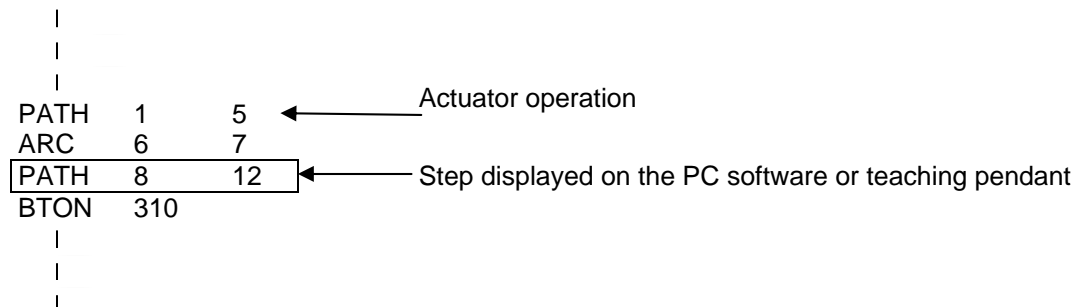 Actuator operation
PATH 1 5
ARC 6 7
PATH 8 12 Step displayed on the PC software or teaching pendant
BTON 310